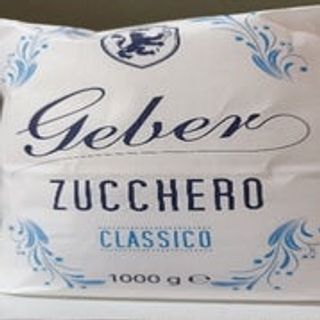 Geber
ZUCCHERO
CLASSICO
1000 g ℮